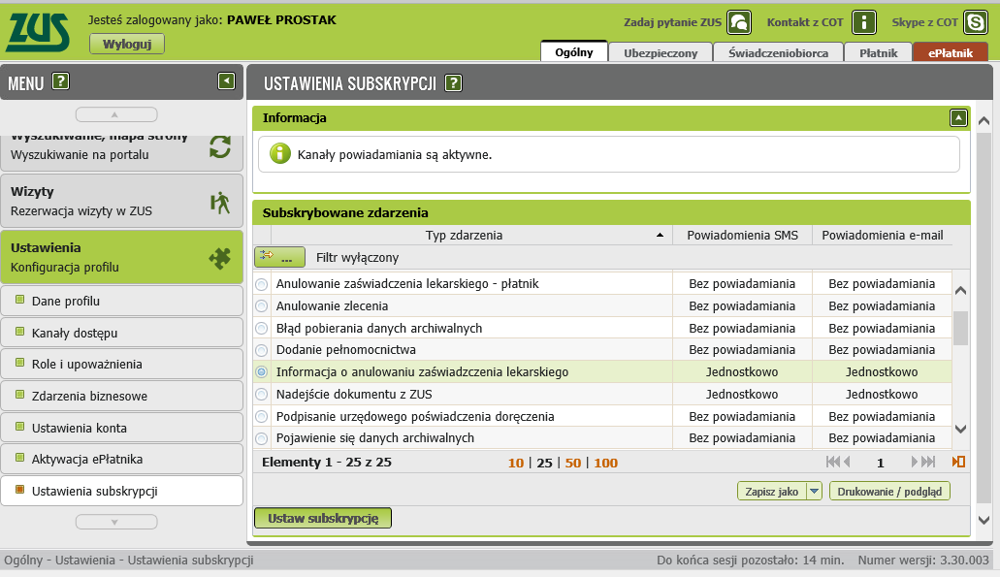 ZUS
Jesteś zalogowany jako: PAWEŁ PROSTAK
Wyloguj
Zadaj pytanie ZUS
Kontakt z COT
Skype z COT
Ogólny
Ubezpieczony
Świadczeniobiorca
Płatnik
ePłatnik
MENU ?
Wyszukiwanie, mapa strony
Wyszukiwanie na portalu
Wizyty
Rezerwacja wizyty w ZUS
Ustawienia
Konfiguracja profilu
Dane profilu
Kanały dostępu
Role i upoważnienia
Zdarzenia biznesowe
Ustawienia konta
Aktywacja ePłatnika
Ustawienia subskrypcji
USTAWIENIA SUBSKRYPCJI ?
Informacja
Kanały powiadamiania są aktywne.
Subskrybowane zdarzenia
Typ zdarzenia Powiadomienia SMS Powiadomienia e-mail
... Filtr wyłączony
Anulowanie zaświadczenia lekarskiego - płatnik Bez powiadamiania Bez powiadamiania
Anulowanie zlecenia Bez powiadamiania Bez powiadamiania
Błąd pobierania danych archiwalnych Bez powiadamiania Bez powiadamiania
Dodanie pełnomocnictwa Bez powiadamiania Bez powiadamiania
Informacja o anulowaniu zaświadzczenia lekarskiego Jednostkowo Jednostkowo
Nadejście dokumentu z ZUS Jednostkowo Jednostkowo
Podpisanie urzędowego poświadczenia doręczenia Bez powiadamiania Bez powiadamiania
Pojawienie się danych archiwalnych Bez powiadamiania Bez powiadamiania
Elementy 1 - 25 z 25 10 | 25 | 50 | 100 1
Zapisz jako Drukowanie / podgląd
Ustaw subskrypcję
Ogólny - Ustawienia - Ustawienia subskrypcji Do końca sesji pozostało: 14 min. Numer wersji: 3.30.003